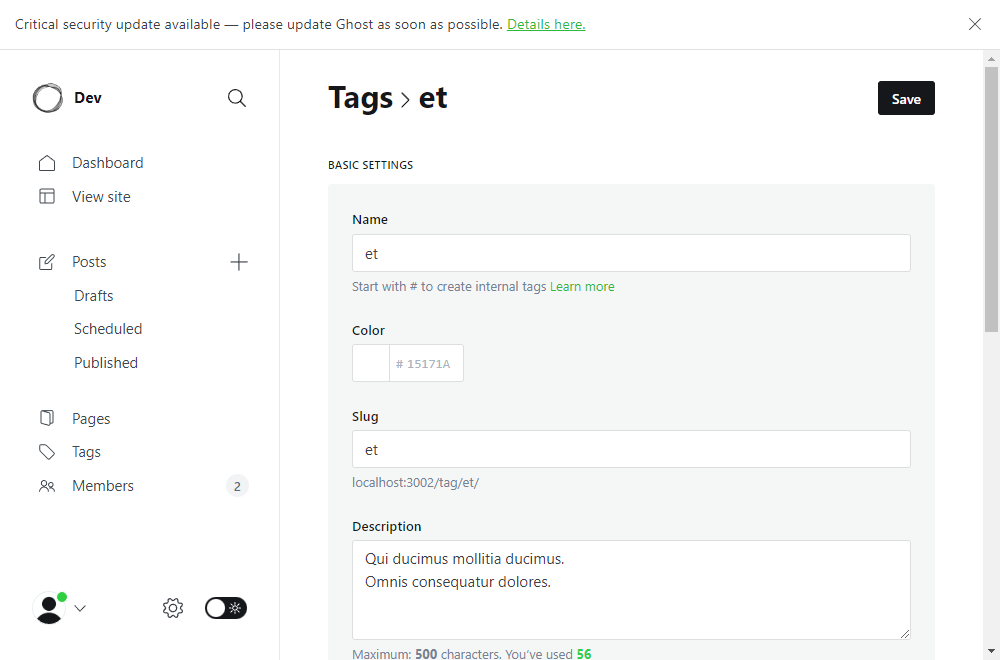 Critical security update available — please update Ghost as soon as possible. Details here.
Dev
Dashboard
View site
Posts
Drafts
Scheduled
Published
Pages
Tags
Members 2
Tags > et
Save
BASIC SETTINGS
Name
et
Start with # to create internal tags Learn more
Color
# 15171A
Slug
et
localhost:3002/tag/et/
Description
Qui ducimus mollitia ducimus.
Omnis consequatur dolores.
Maximum: 500 characters. You’ve used 56